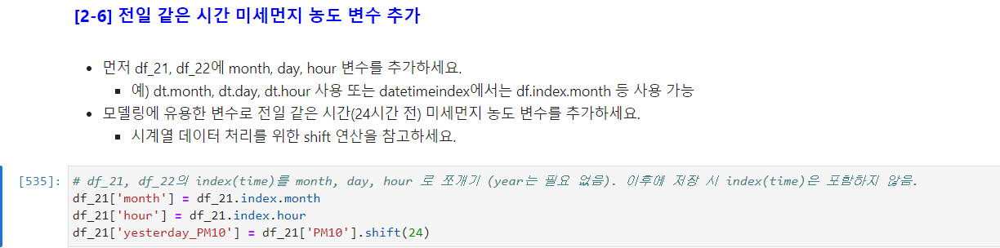 [2-6] 전일 같은 시간 미세먼지 농도 변수 추가
먼저 df_21, df_22에 month, day, hour 변수를 추가하세요.
예) dt.month, dt.day, dt.hour 사용 또는 datetimeindex에서는 df.index.month 등 사용 가능
모델링에 유용한 변수로 전일 같은 시간(24시간 전) 미세먼지 농도 변수를 추가하세요.
시계열 데이터 처리를 위한 shift 연산을 참고하세요.
[535]: # df_21, df_22의 index(time)를 month, day, hour 로 쪼개기 (year는 필요 없음). 이후에 저장 시 index(time)은 포함하지 않음.
df_21['month'] = df_21.index.month
df_21['hour'] = df_21.index.hour
df_21['yesterday_PM10'] = df_21['PM10'].shift(24)